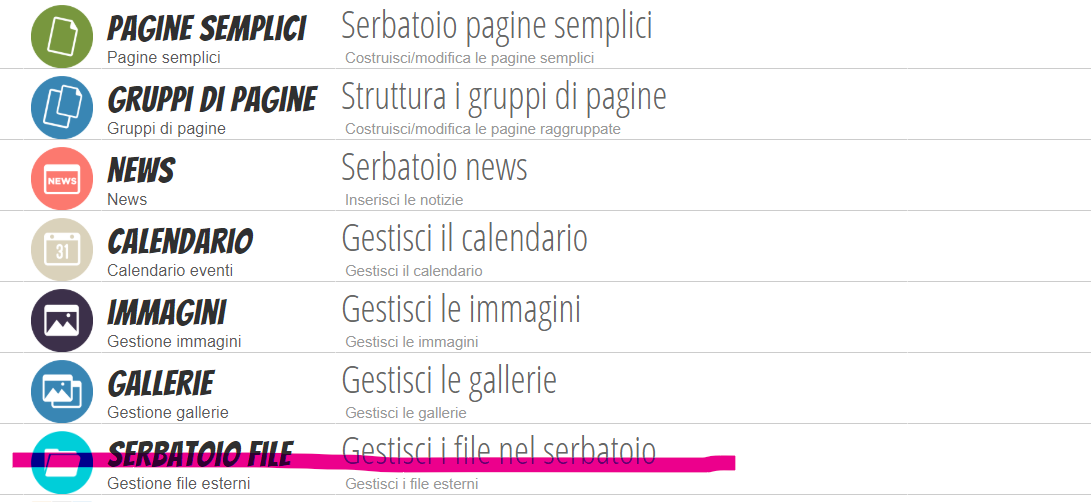 PAGINE SEMPLICI
Serbatoio pagine semplici
Pagine semplici
Costruisci/modifica le pagine semplici
GRUPPI DI PAGINE
Struttura i gruppi di pagine
Gruppi di pagine
Costruisci/modifica le pagine raggruppate
NEWS
NEWS
Serbatoio news
News
Inserisci le notizie
31
CALENDARIO
Gestisci il calendario
Calendario eventi
Gestisci il calendario
IMMAGINI
Gestisci le immagini
Gestione immagini
Gestisci le immagini
GALLERIE
Gestisci le gallerie
Gestione gallerie
Gestisci le gallerie
SERBATOIO FILE
Gestisci i file nel serbatoio
Gestione file esterni
Gestisci i file esterni